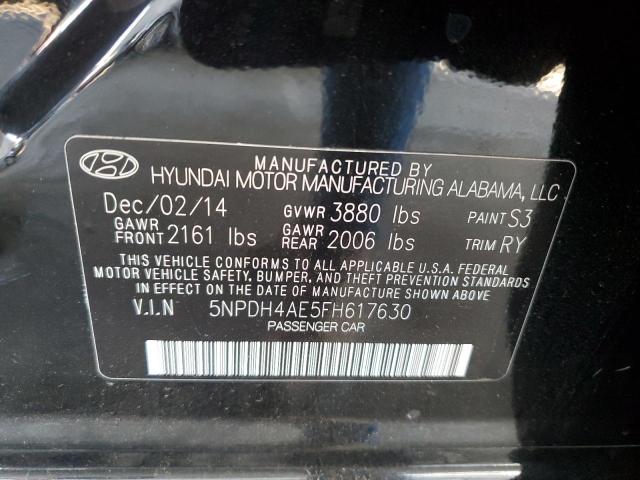 MANUFACTURED BY
HYUNDAI MOTOR MANUFACTURING ALABAMA, LLC
Dec/02/14 GVWR 3880 lbs PAINT S3
GAWR FRONT 2161 lbs GAWR REAR 2006 lbs TRIM RY
THIS VEHICLE CONFORMS TO ALL APPLICABLE U.S.A. FEDERAL
MOTOR VEHICLE SAFETY, BUMPER, AND THEFT PREVENTION STANDARDS
IN EFFECT ON THE DATE OF MANUFACTURE SHOWN ABOVE.
V.I.N 5NPDH4AE5FH617630
PASSENGER CAR